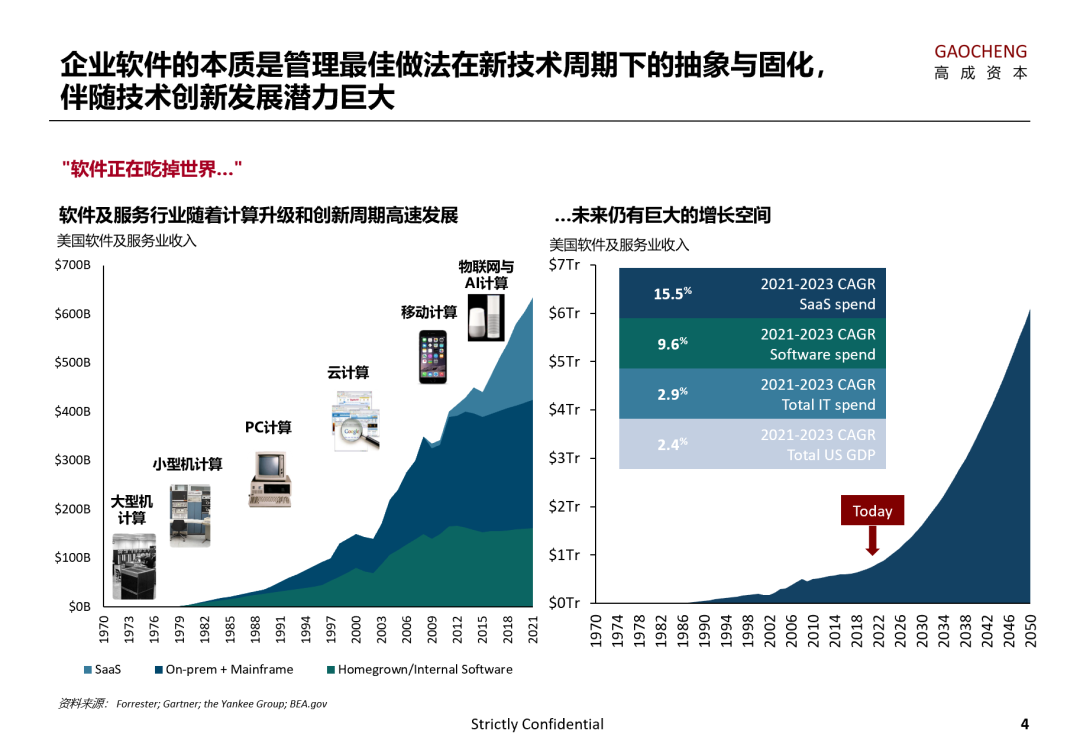 企业软件的本质是管理最佳做法在新技术周期下的抽象与固化，
伴随技术创新发展潜力巨大
GAOCHENG
高成资本
"软件正在吃掉世界..."
软件及服务行业随着计算升级和创新周期高速发展
美国软件及服务业收入
$700B
$600B
$500B
$400B
$300B
$200B
$100B
$0B
大型机
计算
小型机计算
PC计算
云计算
移动计算
物联网与
AI计算
1970
1973
1976
1979
1982
1985
1988
1991
1994
1997
2000
2003
2006
2009
2012
2015
2018
2021
SaaS
On-prem + Mainframe
Homegrown/Internal Software
...未来仍有巨大的增长空间
美国软件及服务业收入
$7Tr
$6Tr
$5Tr
$4Tr
$3Tr
$2Tr
$1Tr
$0Tr
15.5%
2021-2023 CAGR
SaaS spend
9.6%
2021-2023 CAGR
Software spend
2.9%
2021-2023 CAGR
Total IT spend
2.4%
2021-2023 CAGR
Total US GDP
Today
1970
1974
1978
1982
1986
1990
1994
1998
2002
2006
2010
2014
2018
2022
2026
2030
2034
2038
2042
2046
2050
资料来源： Forrester; Gartner; the Yankee Group; BEA.gov
Strictly Confidential
4